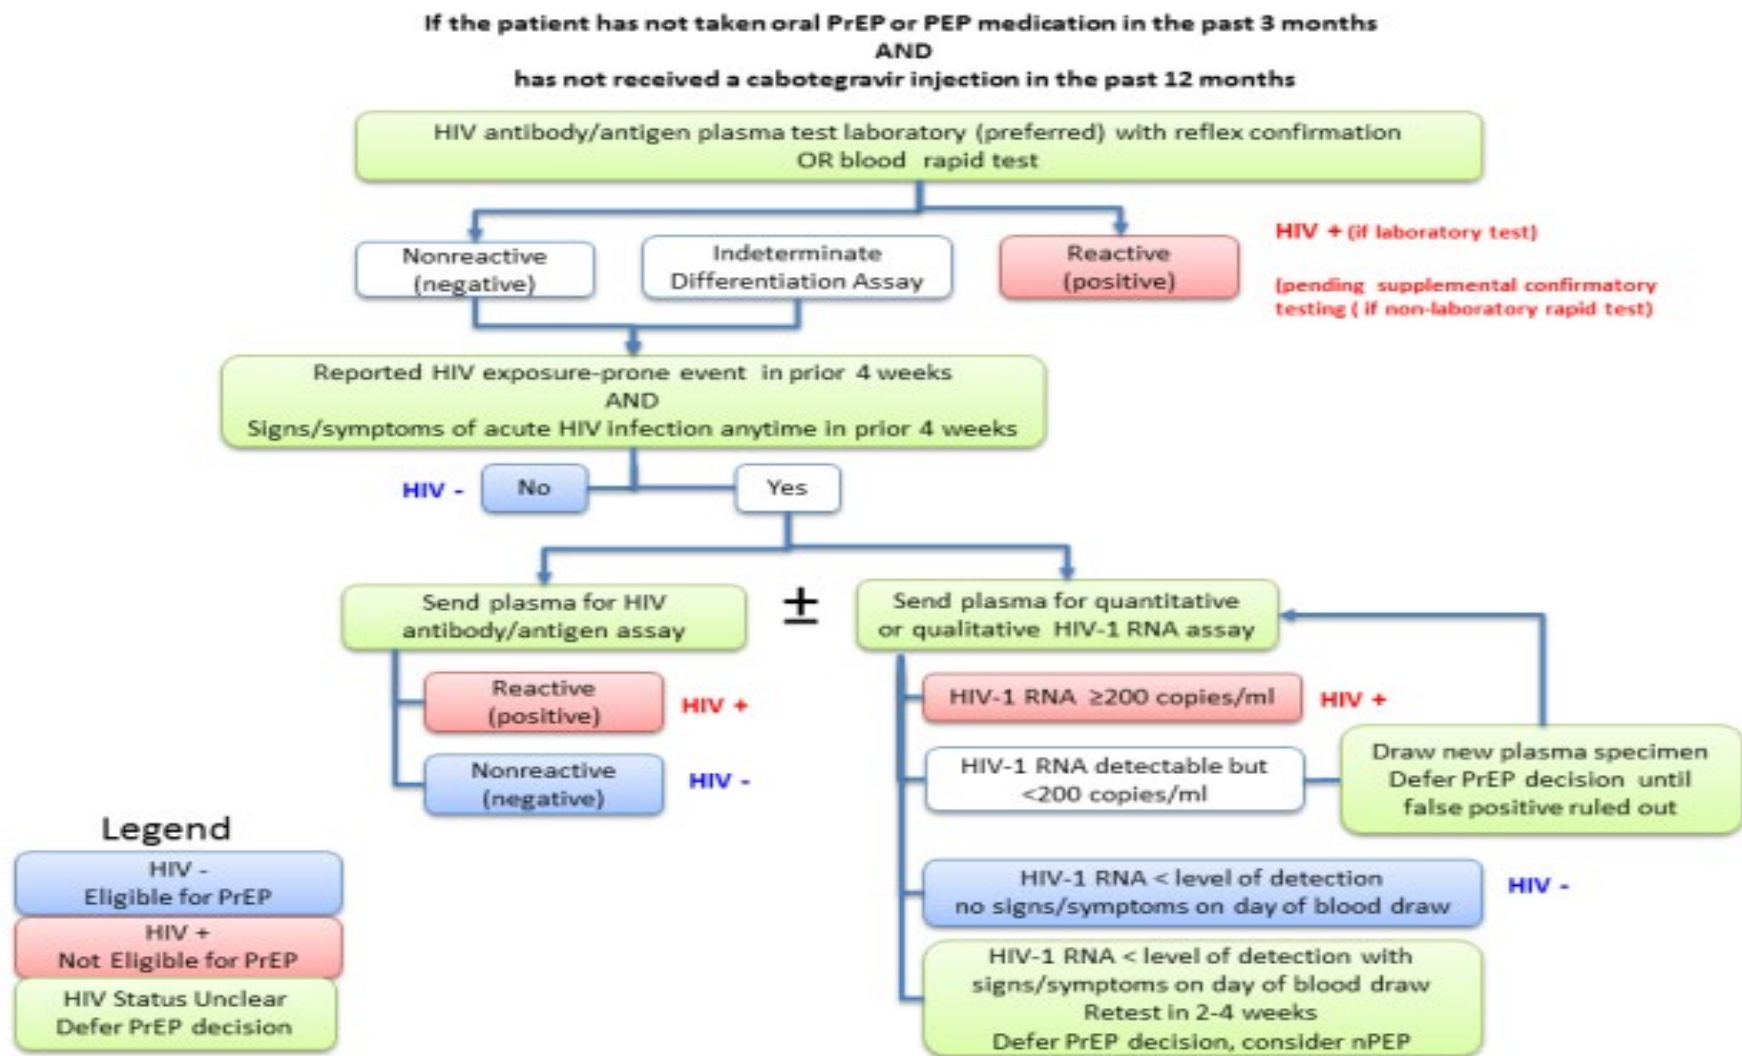 If the patient has not taken oral PrEP or PEP medication in the past 3 months
AND
has not received a cabotegravir injection in the past 12 months
HIV antibody/antigen plasma test laboratory (preferred) with reflex confirmation
OR blood rapid test
Nonreactive
(negative)
Indeterminate
Differentiation Assay
Reactive
(positive)
HIV + (if laboratory test)
(pending supplemental confirmatory
testing ( if non-laboratory rapid test)
Reported HIV exposure-prone event in prior 4 weeks
AND
Signs/symptoms of acute HIV infection anytime in prior 4 weeks
HIV -
No
Yes
Send plasma for HIV
antibody/antigen assay
±
Send plasma for quantitative
or qualitative HIV-1 RNA assay
Reactive
(positive)
HIV +
Nonreactive
(negative)
HIV -
HIV-1 RNA ≥200 copies/ml
HIV +
HIV-1 RNA detectable but
<200 copies/ml
Draw new plasma specimen
Defer PrEP decision until
false positive ruled out
HIV-1 RNA < level of detection
no signs/symptoms on day of blood draw
HIV -
HIV-1 RNA < level of detection with
signs/symptoms on day of blood draw
Retest in 2-4 weeks
Defer PrEP decision, consider nPEP
Legend
HIV -
Eligible for PrEP
HIV +
Not Eligible for PrEP
HIV Status Unclear
Defer PrEP decision